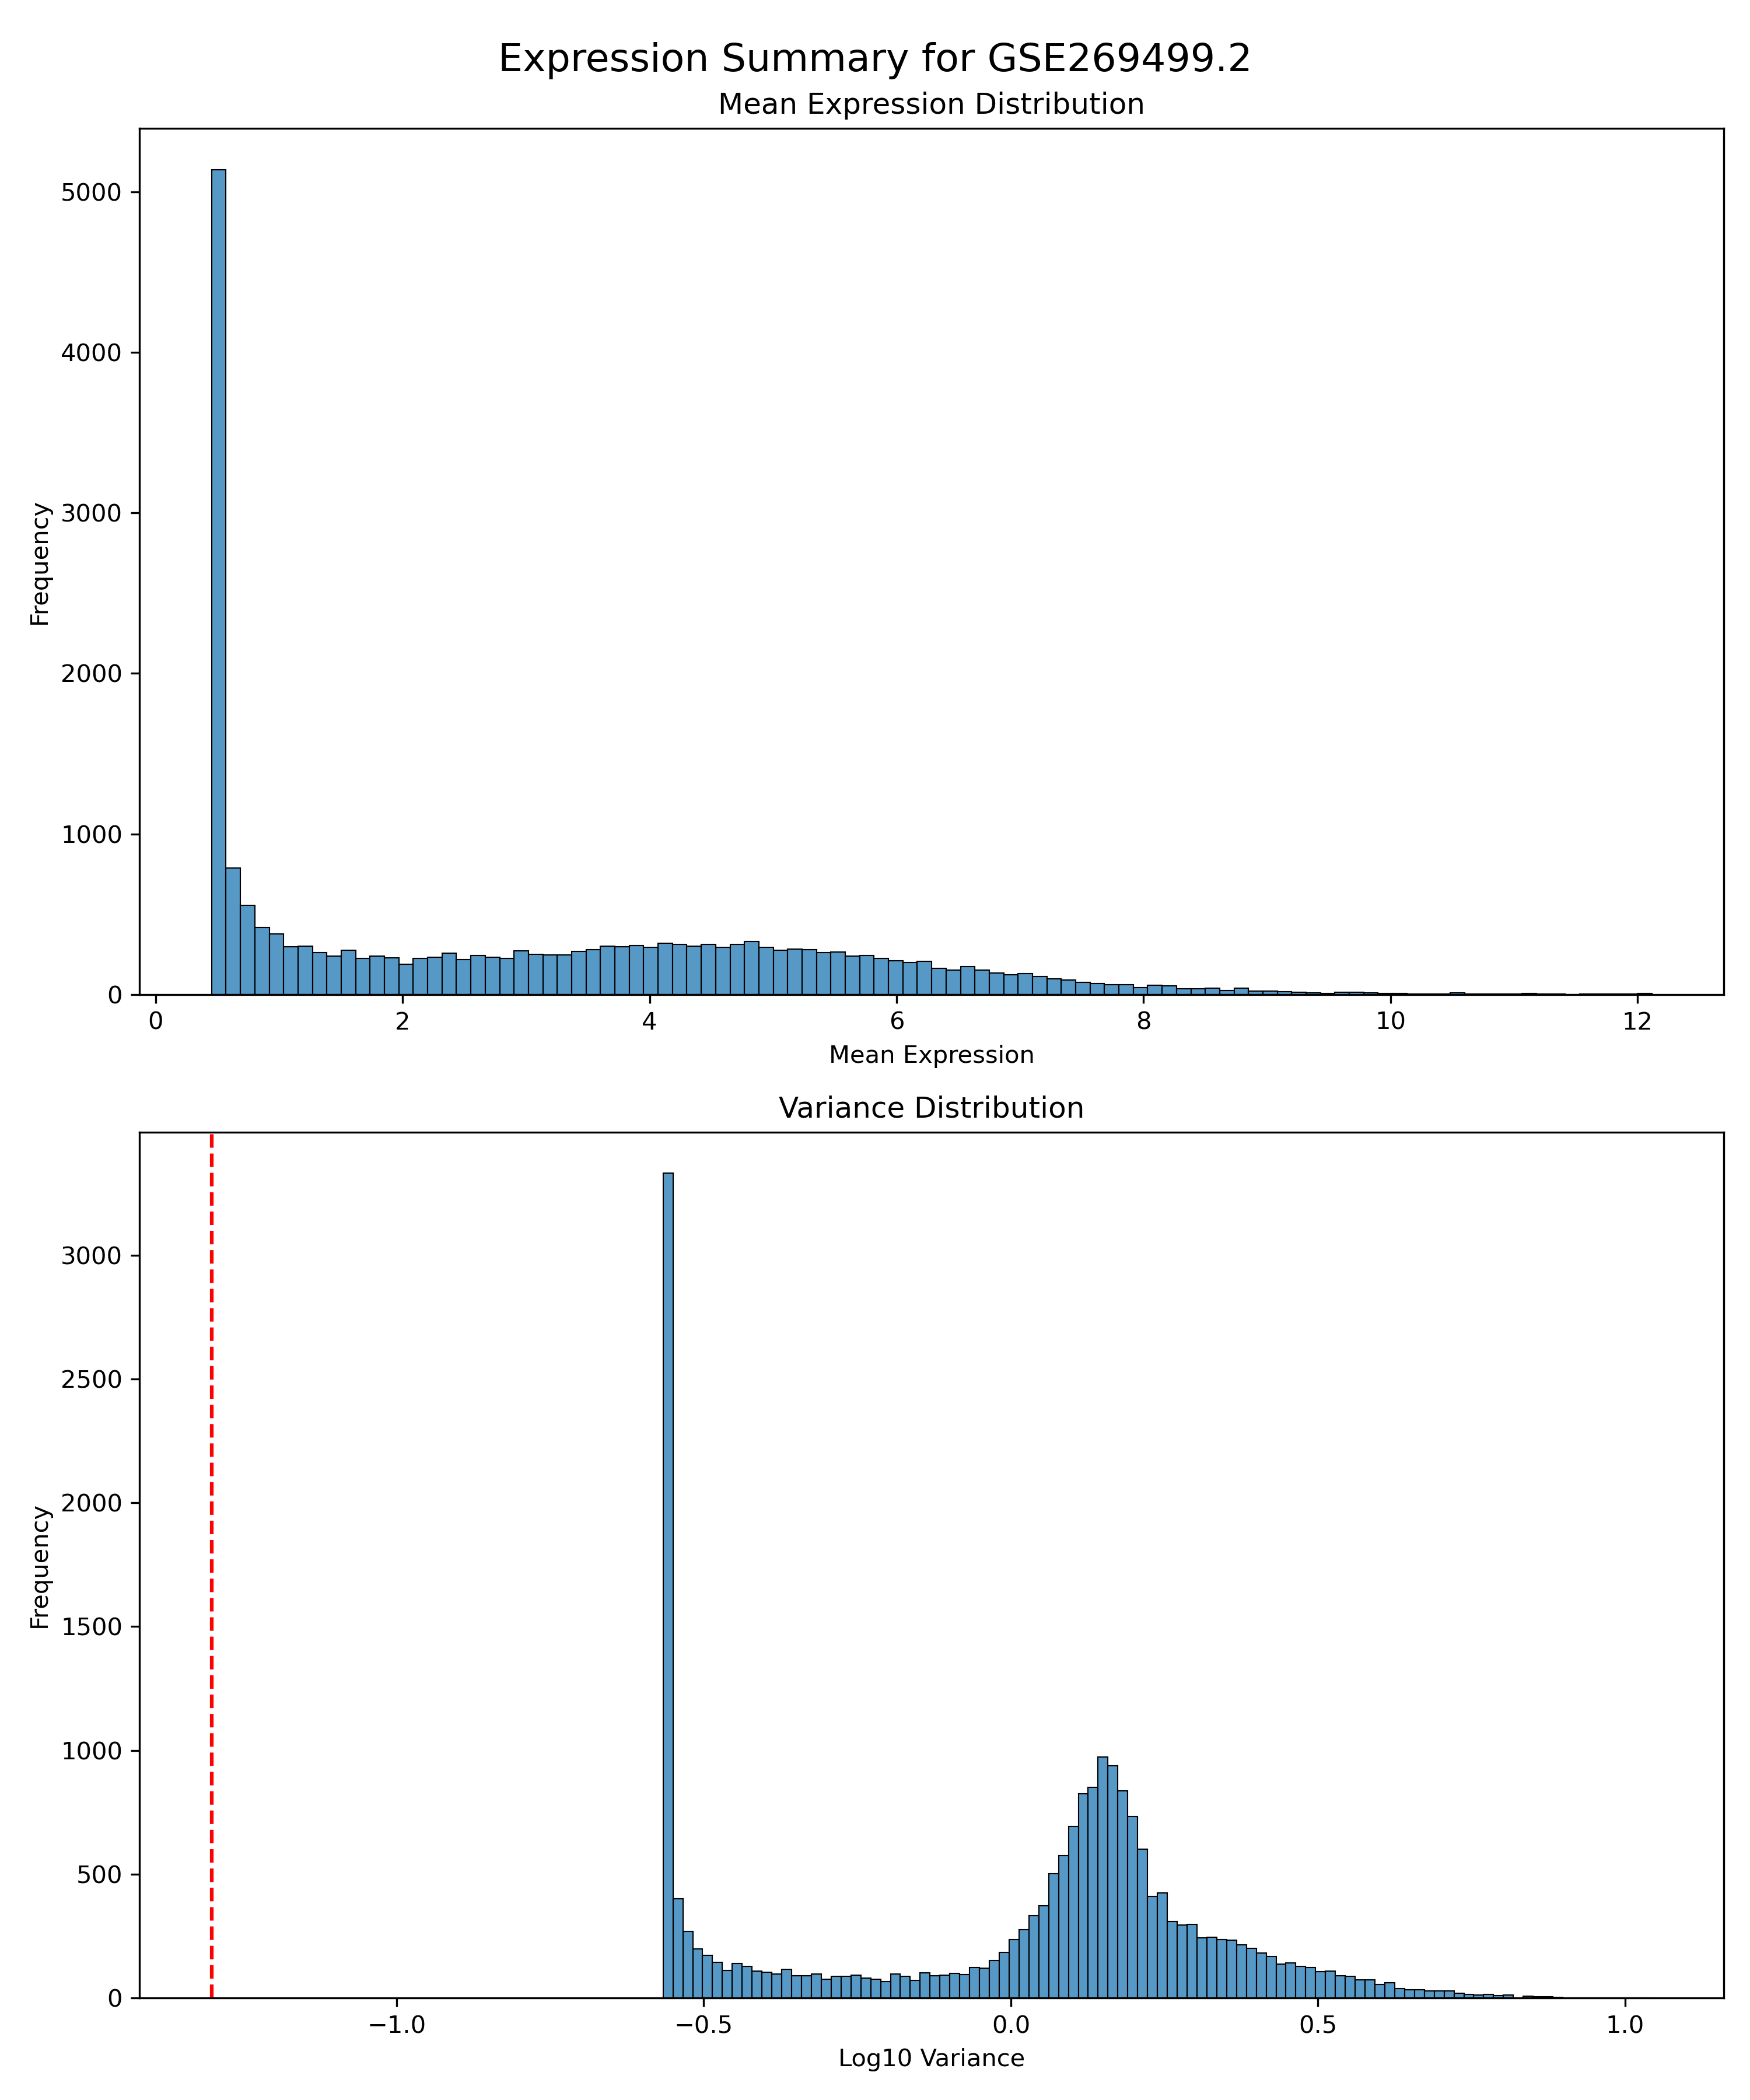 Expression Summary for GSE269499.2
Mean Expression Distribution
5000
4000
3000
2000
1000
0
Frequency
0 2 4 6 8 10 12
Mean Expression
Variance Distribution
3000
2500
2000
1500
1000
500
0
Frequency
−1.0 −0.5 0.0 0.5 1.0
Log10 Variance